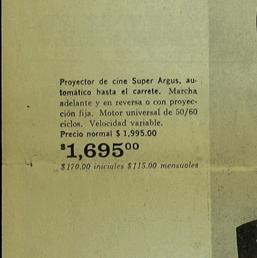 Proyector de cine Super Argus, au-
tomático hasta el carrete. Marcha
adelante y en reversa o con proyec-
ción fija. Motor universal de 50/60
ciclos. Velocidad variable.
Precio normal $ 1,995.00
$1,695.00
$170.00 iniciales $115.00 mensuales